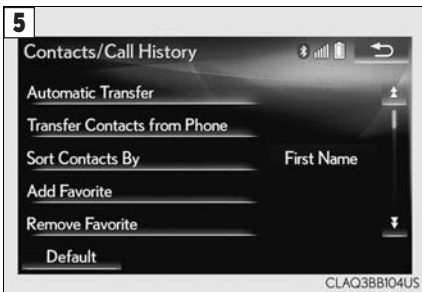 5
Contacts/Call History
Automatic Transfer
Transfer Contacts from Phone
Sort Contacts By First Name
Add Favorite
Remove Favorite
Default
CLAQ3BB104US